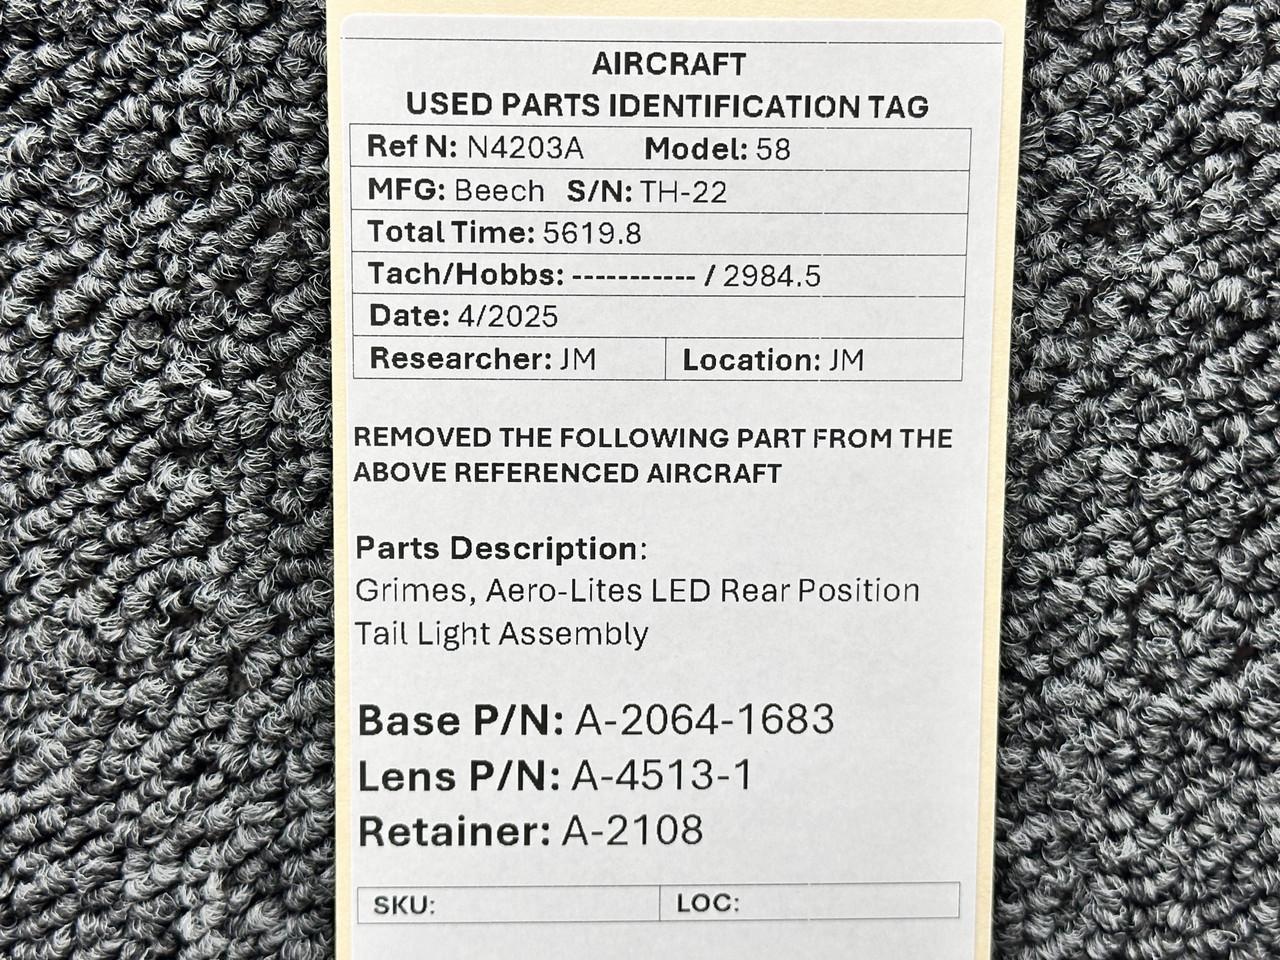 AIRCRAFT
USED PARTS IDENTIFICATION TAG
Ref N: N4203A Model: 58
MFG: Beech S/N: TH-22
Total Time: 5619.8
Tach/Hobbs: ----------- / 2984.5
Date: 4/2025
Researcher: JM Location: JM
REMOVED THE FOLLOWING PART FROM THE
ABOVE REFERENCED AIRCRAFT
Parts Description:
Grimes, Aero-Lites LED Rear Position
Tail Light Assembly
Base P/N: A-2064-1683
Lens P/N: A-4513-1
Retainer: A-2108
SKU: LOC: